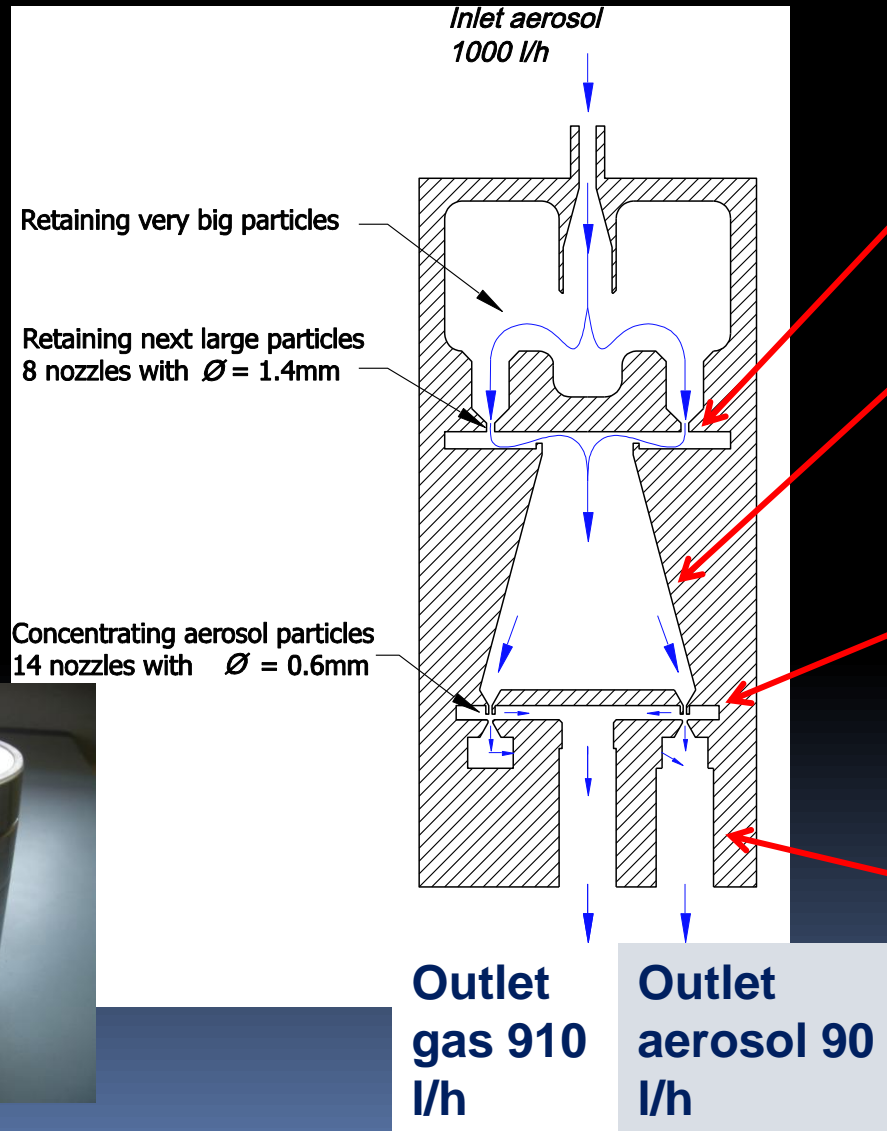 Inlet aerosol
1000 l/h
Retaining very big particles
Retaining next large particles
8 nozzles with Ø = 1.4mm
Concentrating aerosol particles
14 nozzles with Ø = 0.6mm
Outlet
gas 910
l/h
Outlet
aerosol 90
l/h